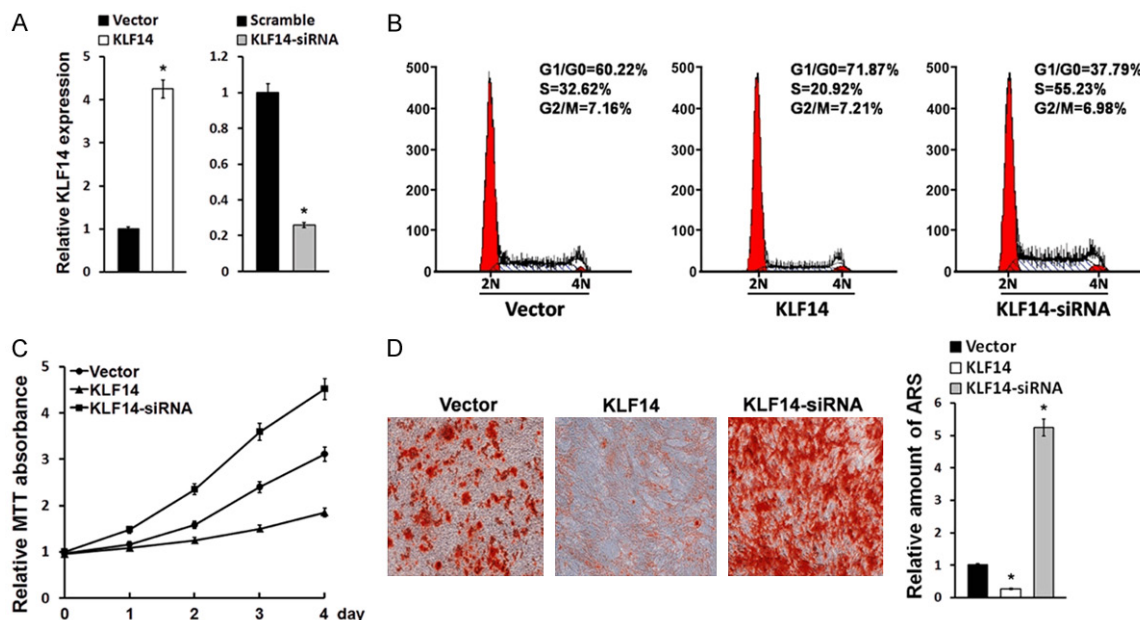 A
Vector
KLF14
Scramble
KLF14-siRNA
Relative KLF14 expression
5
4
3
2
1
0
*
1.2
1
0.8
0.6
0.4
0.2
0
*
B
500
400
300
200
100
0
G1/G0=60.22%
S=32.62%
G2/M=7.16%
2N
4N
Vector
500
400
300
200
100
0
G1/G0=71.87%
S=20.92%
G2/M=7.21%
2N
4N
KLF14
500
400
300
200
100
0
G1/G0=37.79%
S=55.23%
G2/M=6.98%
2N
4N
KLF14-siRNA
C
Relative MTT absorbance
5
4
3
2
1
0
Vector
KLF14
KLF14-siRNA
0 1 2 3 4 day
D
Vector
KLF14
KLF14-siRNA
Vector
KLF14
KLF14-siRNA
Relative amount of ARS
6
5
4
3
2
1
0
*
*